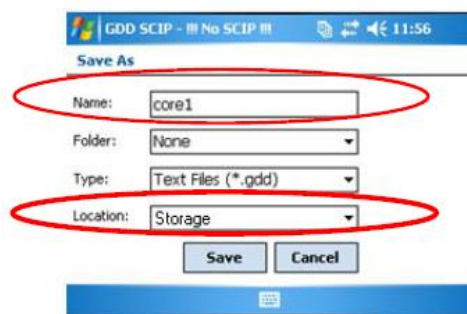 GDD SCIP - !!! No SCIP !!! 11:56
Save As
Name: core1
Folder: None
Type: Text Files (*.gdd)
Location: Storage
Save Cancel